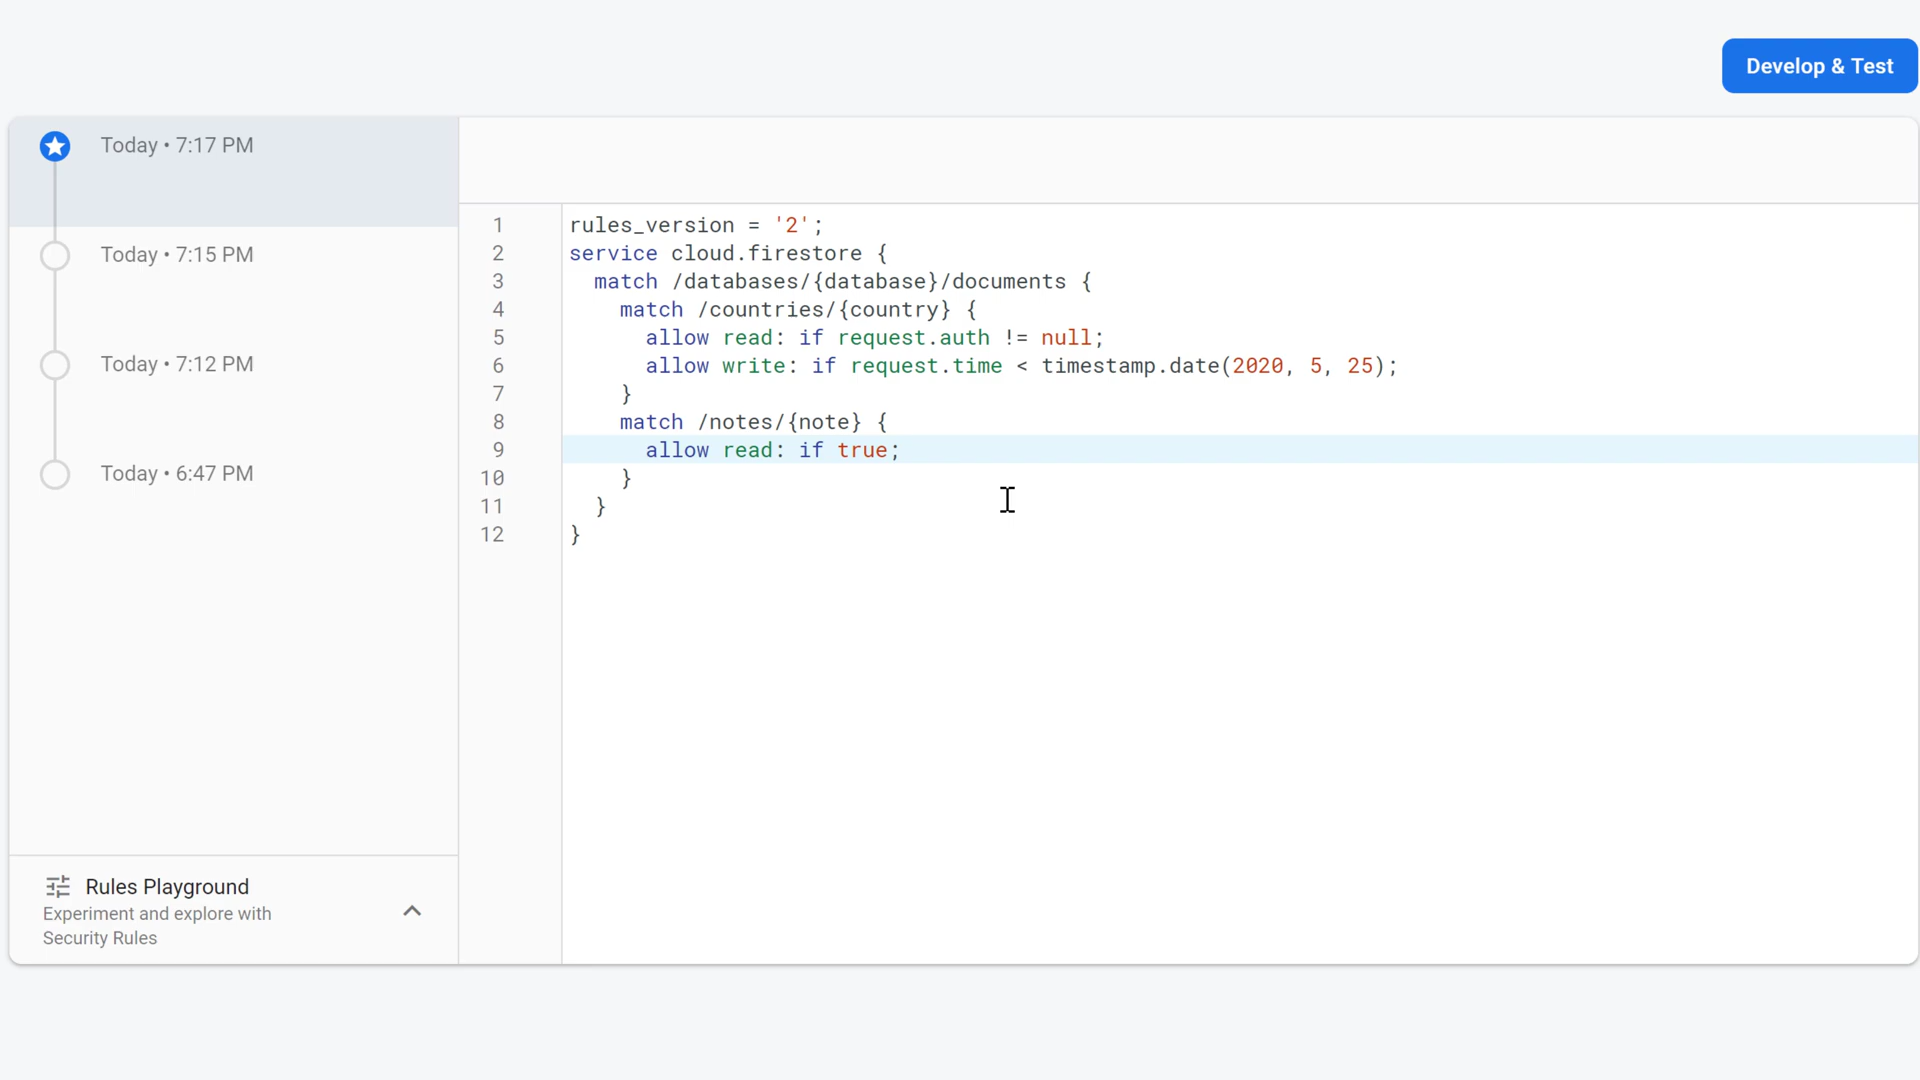 Develop & Test
Today • 7:17 PM
Today • 7:15 PM
Today • 7:12 PM
Today • 6:47 PM
1 rules_version = '2';
2 service cloud.firestore {
3   match /databases/{database}/documents {
4     match /countries/{country} {
5       allow read: if request.auth != null;
6       allow write: if request.time < timestamp.date(2020, 5, 25);
7     }
8     match /notes/{note} {
9       allow read: if true;
10     }
11   }
12 }
Rules Playground
Experiment and explore with
Security Rules